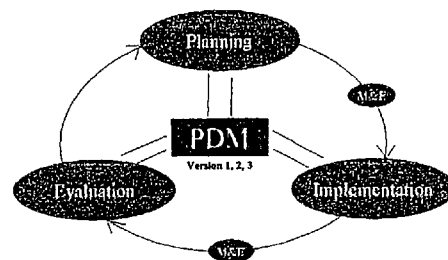 Planning
M&E
PDM
Version 1, 2, 3
Evaluation
Implementation
M&E